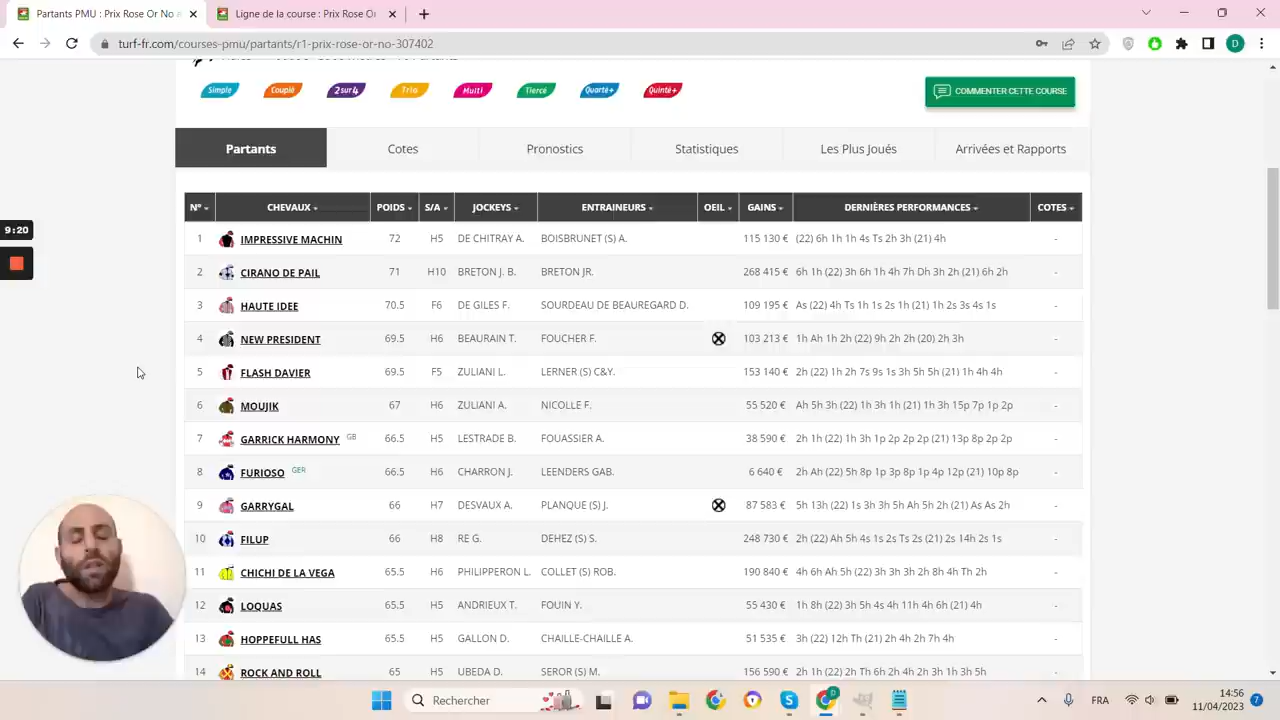 Partants PMU : Prix Rose Or No a
Ligne du Prix Rose Or
turf-fr.com/courses-pmu/partants/r1-prix-rose-or-no-307402
D
Simple Couplé 2sur4 Trio Multi Tiercé Quarté+ Quinté+
COMMENTER CETTE COURSE
Partants Cotes Pronostics Statistiques Les Plus Joués Arrivées et Rapports
N° CHEVAUX POIDS S/A JOCKEYS ENTRAINEURS OEIL GAINS DERNIÈRES PERFORMANCES COTES
9:20
1 IMPRESSIVE MACHIN 72 H5 DE CHITRAY A. BOISBRUNET (S) A. 115 130 € (22) 6h 1h 1h 4s Ts 2h 3h (21) 4h -
2 CIRANO DE PAIL 71 H10 BRETON J. B. BRETON JR. 268 415 € 6h 1h (22) 3h 6h 1h 4h 7h Dh 3h 2h (21) 6h 2h -
3 HAUTE IDEE 70.5 F6 DE GILES F. SOURDEAU DE BEAUREGARD D. 109 195 € As (22) 4h Ts 1h 1s 2s 1h (21) 1h 2s 3s 4s 1s -
4 NEW PRESIDENT 69.5 H6 BEAURAIN T. FOUCHER F. 103 213 € 1h Ah 1h 2h (22) 9h 2h 2h (20) 2h 3h -
5 FLASH DAVIER 69.5 F5 ZULIANI L. LERNER (S) C&Y. 153 140 € 2h (22) 1h 2h 7s 9s 1s 3h 5h 5h (21) 1h 4h 4h -
6 MOUJIK 67 H6 ZULIANI A. NICOLLE F. 55 520 € Ah 5h 3h (22) 1h 3h 1h (21) 1h 3h 15p 7p 1p 2p -
7 GARRICK HARMONY GB 66.5 H5 LESTRADE B. FOUASSIER A. 38 590 € 2h 1h (22) 1h 3h 1p 2p 2p 2p (21) 13p 8p 2p 2p -
8 FURIOSO GER 66.5 H6 CHARRON J. LEENDERS GAB. 6 640 € 2h Ah (22) 5h 8p 1p 3p 8p 1p 4p 12p (21) 10p 8p -
9 GARRYGAL 66 H7 DESVAUX A. PLANQUE (S) J. 87 583 € 5h 13h (22) 1s 3h 3h 5h Ah 5h 2h (21) As As 2h -
10 FILUP 66 H8 RE G. DEHEZ (S) S. 248 730 € 2h (22) Ah 5h 4s 1s 2s Ts 2s (21) 2s 14h 2s 1s -
11 CHICHI DE LA VEGA 65.5 H6 PHILIPPERON L. COLLET (S) ROB. 190 840 € 4h 6h Ah 5h (22) 3h 3h 3h 2h 8h 4h Th 2h -
12 LOQUAS 65.5 H5 ANDRIEUX T. FOUIN Y. 55 430 € 1h 8h (22) 3h 5h 4s 4h 11h 4h 6h (21) 4h -
13 HOPPEFULL HAS 65.5 H5 GALLON D. CHAILLE-CHAILLE A. 51 535 € 3h (22) 12h Th (21) 2h 4h 2h 7h 4h -
14 ROCK AND ROLL 65 H5 UBEDA D. SEROR (S) M. 156 590 € 2h 1h (22) 2h Th 6h 2h 4h 2h 3h 1h 3h 5h -
Rechercher
FRA
14:56
11/04/2023
7